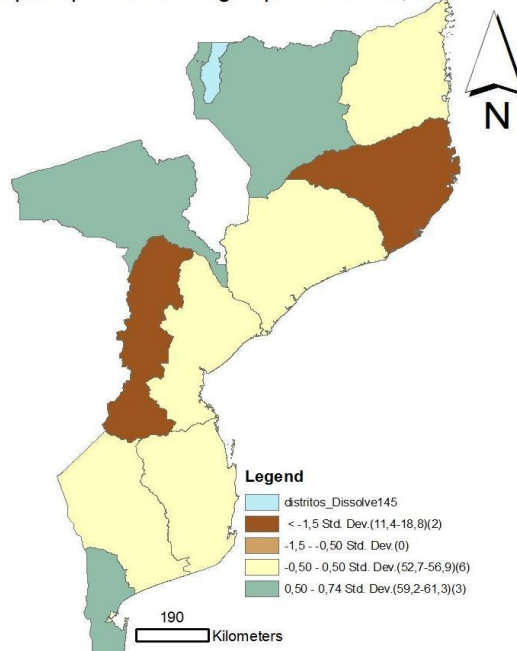 N
Legend
distritos_Dissolve145
< -1,5 Std. Dev.(11,4-18,8)(2)
-1,5 - -0,50 Std. Dev.(0)
-0,50 - 0,50 Std. Dev.(52,7-56,9)(6)
0,50 - 0,74 Std. Dev.(59,2-61,3)(3)
190
Kilometers